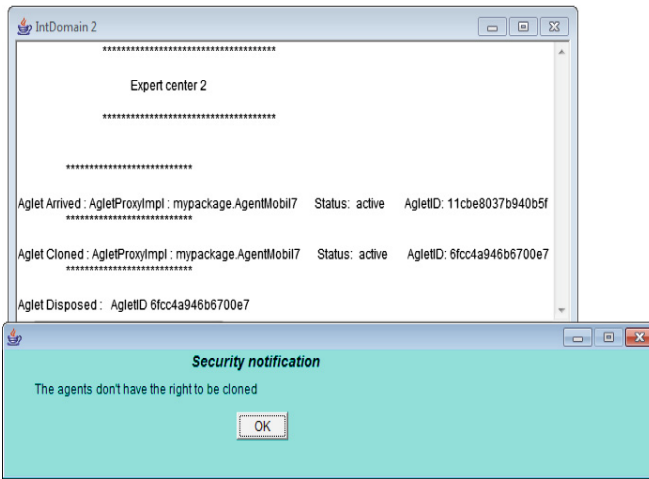 IntDomain 2
*************************************
Expert center 2
*************************************
***************************
Aglet Arrived : AgletProxyImpl : mypackage.AgentMobil7 Status: active AgletID: 11cbe8037b940b5f
***************************
Aglet Cloned : AgletProxyImpl : mypackage.AgentMobil7 Status: active AgletID: 6fcc4a946b6700e7
***************************
Aglet Disposed : AgletID 6fcc4a946b6700e7
Security notification
The agents don't have the right to be cloned
OK